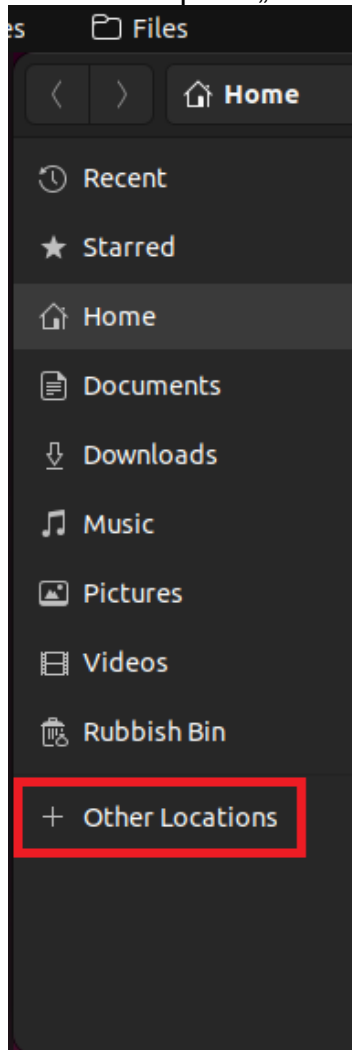 s Files
Home
Recent
Starred
Home
Documents
Downloads
Music
Pictures
Videos
Rubbish Bin
+ Other Locations